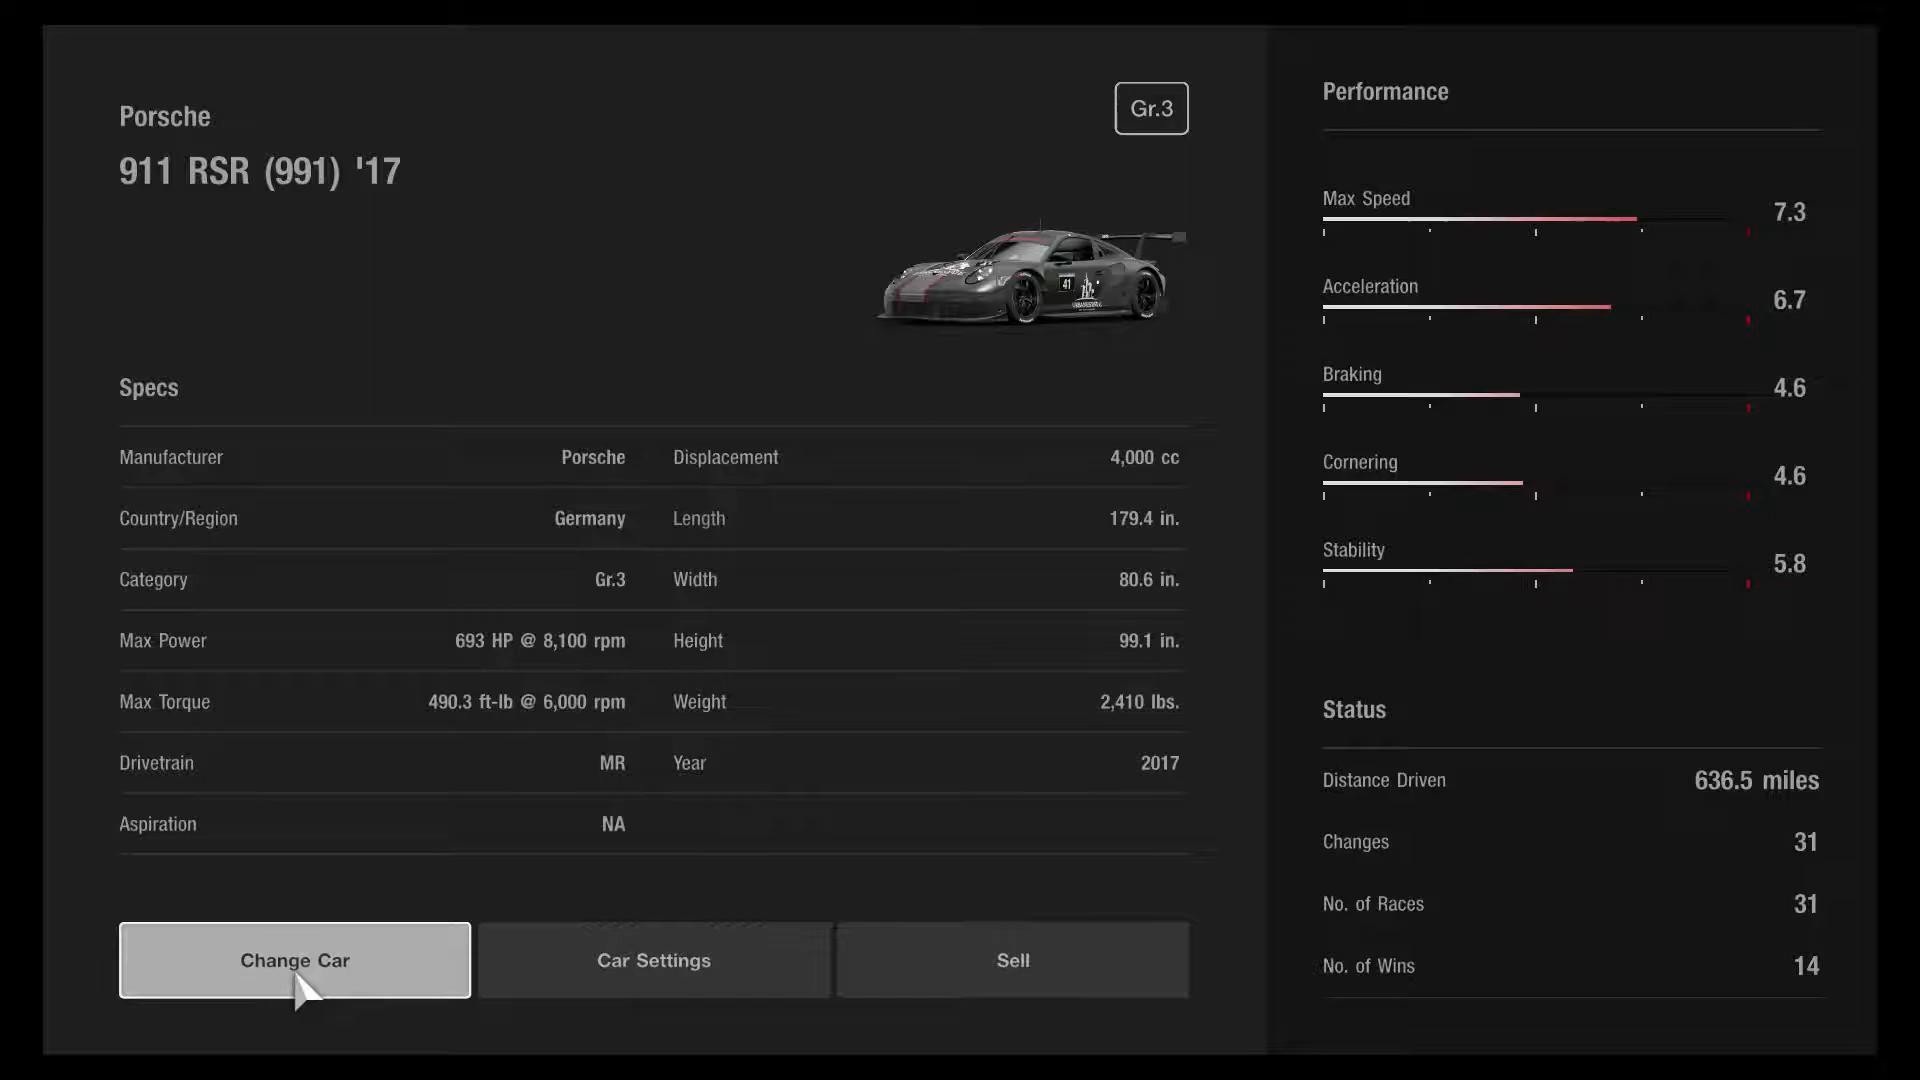 Porsche
911 RSR (991) '17
Gr.3
41
Specs
Manufacturer Porsche
Displacement 4,000 cc
Country/Region Germany
Length 179.4 in.
Category Gr.3
Width 80.6 in.
Max Power 693 HP @ 8,100 rpm
Height 99.1 in.
Max Torque 490.3 ft-lb @ 6,000 rpm
Weight 2,410 lbs.
Drivetrain MR
Year 2017
Aspiration NA
Change Car
Car Settings
Sell
Performance
Max Speed 7.3
Acceleration 6.7
Braking 4.6
Cornering 4.6
Stability 5.8
Status
Distance Driven 636.5 miles
Changes 31
No. of Races 31
No. of Wins 14